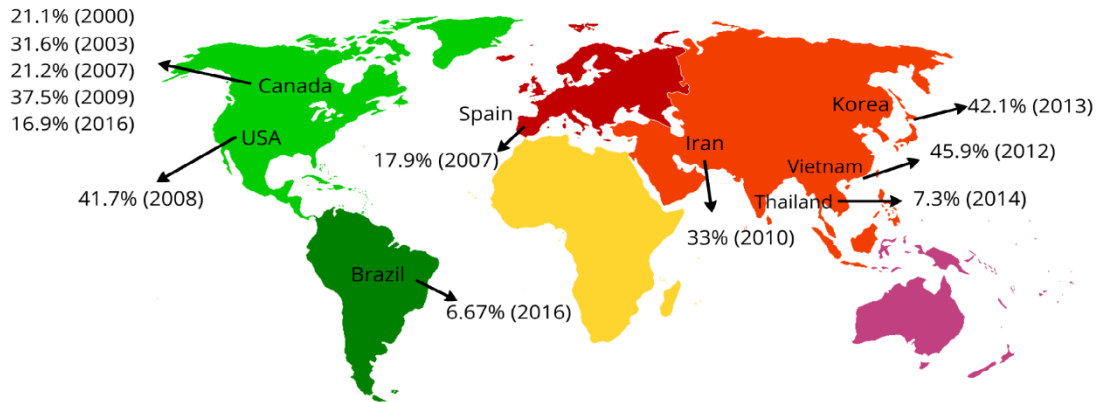 21.1% (2000)
31.6% (2003)
21.2% (2007)
37.5% (2009)
16.9% (2016)
Canada
USA
41.7% (2008)
Brazil
6.67% (2016)
Spain
17.9% (2007)
Iran
33% (2010)
Korea
42.1% (2013)
Vietnam
45.9% (2012)
Thailand
7.3% (2014)